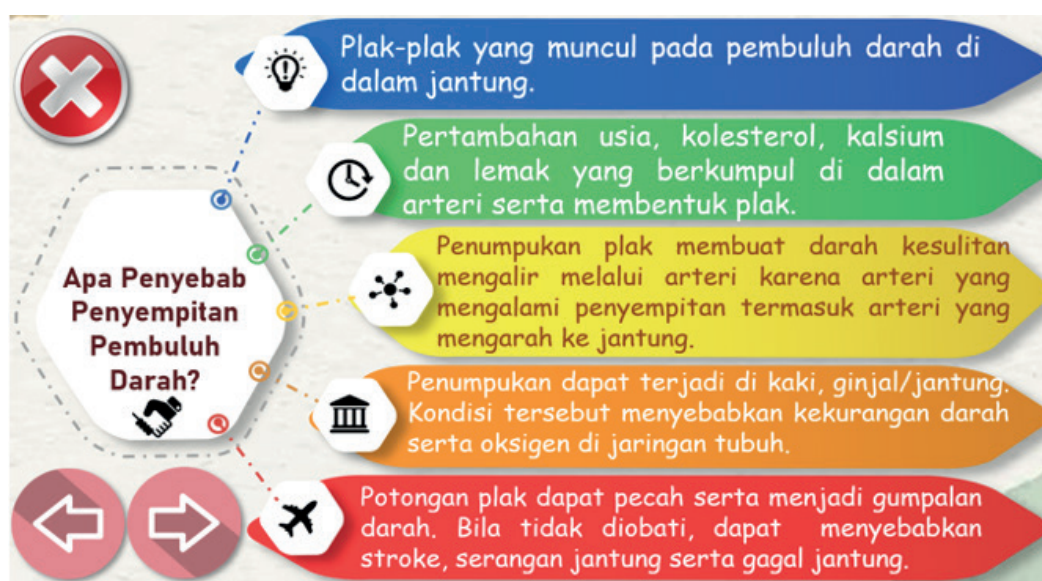 Apa Penyebab
Penyempitan
Pembuluh
Darah?
Plak-plak yang muncul pada pembuluh darah di
dalam jantung.
Pertambahan usia, kolesterol, kalsium
dan lemak yang berkumpul di dalam
arteri serta membentuk plak.
Penumpukan plak membuat darah kesulitan
mengalir melalui arteri karena arteri yang
mengalami penyempitan termasuk arteri yang
mengarah ke jantung.
Penumpukan dapat terjadi di kaki, ginjal/jantung.
Kondisi tersebut menyebabkan kekurangan darah
serta oksigen di jaringan tubuh.
Potongan plak dapat pecah serta menjadi gumpalan
darah. Bila tidak diobati, dapat menyebabkan
stroke, serangan jantung serta gagal jantung.